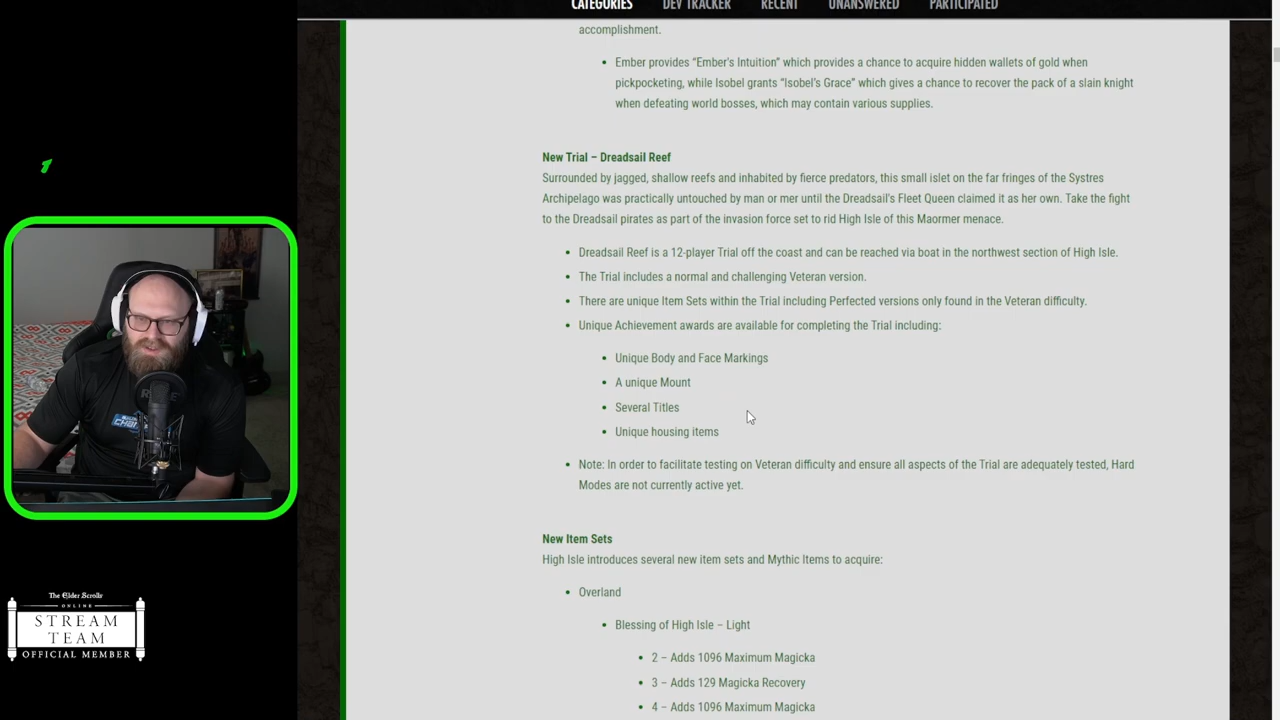 CATEGORIES DEV TRACKER RECENT UNANSWERED PARTICIPATED
accomplishment.
Ember provides “Ember's Intuition” which provides a chance to acquire hidden wallets of gold when
pickpocketing, while Isobel grants “Isobel's Grace” which gives a chance to recover the pack of a slain knight
when defeating world bosses, which may contain various supplies.
New Trial – Dreadsail Reef
Surrounded by jagged, shallow reefs and inhabited by fierce predators, this small islet on the far fringes of the Systres
Archipelago was practically untouched by man or mer until the Dreadsail's Fleet Queen claimed it as her own. Take the fight
to the Dreadsail pirates as part of the invasion force set to rid High Isle of this Maormer menace.
Dreadsail Reef is a 12-player Trial off the coast and can be reached via boat in the northwest section of High Isle.
The Trial includes a normal and challenging Veteran version.
There are unique Item Sets within the Trial including Perfected versions only found in the Veteran difficulty.
Unique Achievement awards are available for completing the Trial including:
Unique Body and Face Markings
A unique Mount
Several Titles
Unique housing items
Note: In order to facilitate testing on Veteran difficulty and ensure all aspects of the Trial are adequately tested, Hard
Modes are not currently active yet.
New Item Sets
High Isle introduces several new item sets and Mythic Items to acquire:
Overland
Blessing of High Isle – Light
2 – Adds 1096 Maximum Magicka
3 – Adds 129 Magicka Recovery
4 – Adds 1096 Maximum Magicka
The Elder Scrolls
ONLINE
STREAM
TEAM
OFFICIAL MEMBER